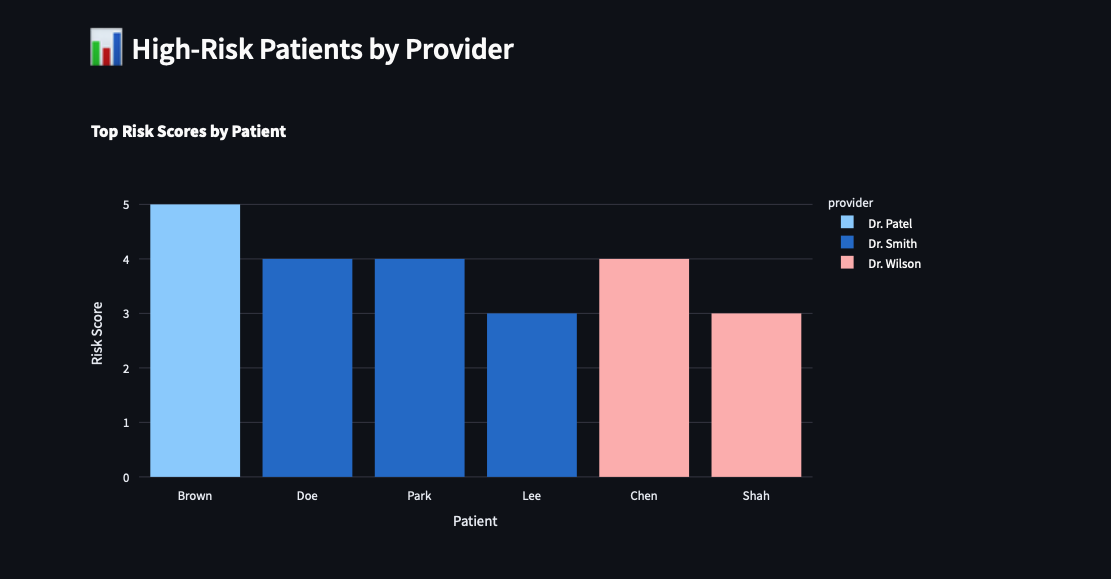 High-Risk Patients by Provider
Top Risk Scores by Patient
5
4
3
2
1
0
Risk Score
Brown
Doe
Park
Lee
Chen
Shah
Patient
provider
Dr. Patel
Dr. Smith
Dr. Wilson